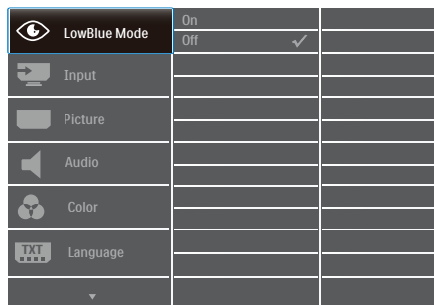 LowBlue Mode
On
Off
Input
Picture
Audio
Color
TXT
Language